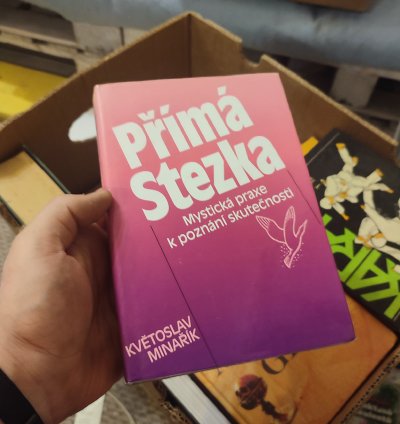 Přímá
Stezka
Mystická praxe
k poznání skutečnosti
KVĚTOSLAV
MINAŘÍK